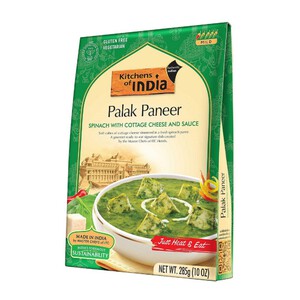 GLUTEN FREE
VEGETARIAN
MILD
Kitchens
of INDIA
Palak Paneer
SPINACH WITH COTTAGE CHEESE AND SAUCE
MADE IN INDIA
Just Heat & Eat
SUSTAINABILITY
NET WT. 285g (10 OZ)